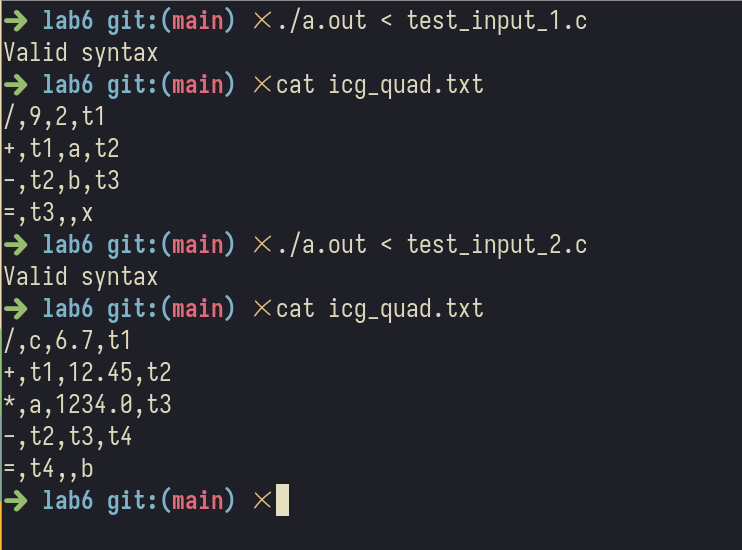 ➜ lab6 git:(main) ✕./a.out < test_input_1.c
Valid syntax
➜ lab6 git:(main) ✕cat icg_quad.txt
/,9,2,t1
+,t1,a,t2
-,t2,b,t3
=,t3,,x
➜ lab6 git:(main) ✕./a.out < test_input_2.c
Valid syntax
➜ lab6 git:(main) ✕cat icg_quad.txt
/,c,6.7,t1
+,t1,12.45,t2
*,a,1234.0,t3
-,t2,t3,t4
=,t4,,b
➜ lab6 git:(main) ✕